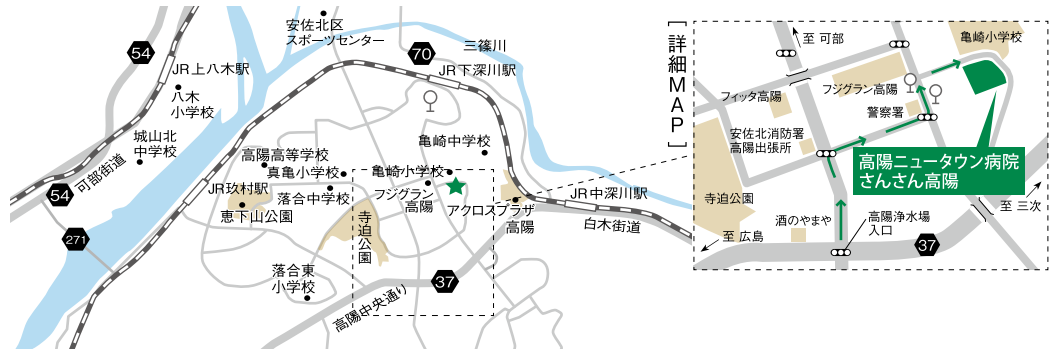 安佐北区
スポーツセンター
54
70
三篠川
JR上八木駅
JR下深川駅
八木
小学校
城山北
中学校
可部街道
54
271
高陽高等学校
真亀小学校
JR玖村駅
落合中学校
恵下山公園
亀崎中学校
亀崎小学校
フジグラン
高陽
アクロスプラザ
高陽
JR中深川駅
白木街道
寺迫公園
落合東
小学校
37
高陽中央通り
[詳細MAP]
至 可部
亀崎小学校
フィッタ高陽
フジグラン高陽
警察署
安佐北消防署
高陽出張所
高陽ニュータウン病院
さんさん高陽
寺迫公園
酒のやまや
高陽浄水場
入口
至 三次
至 広島
37